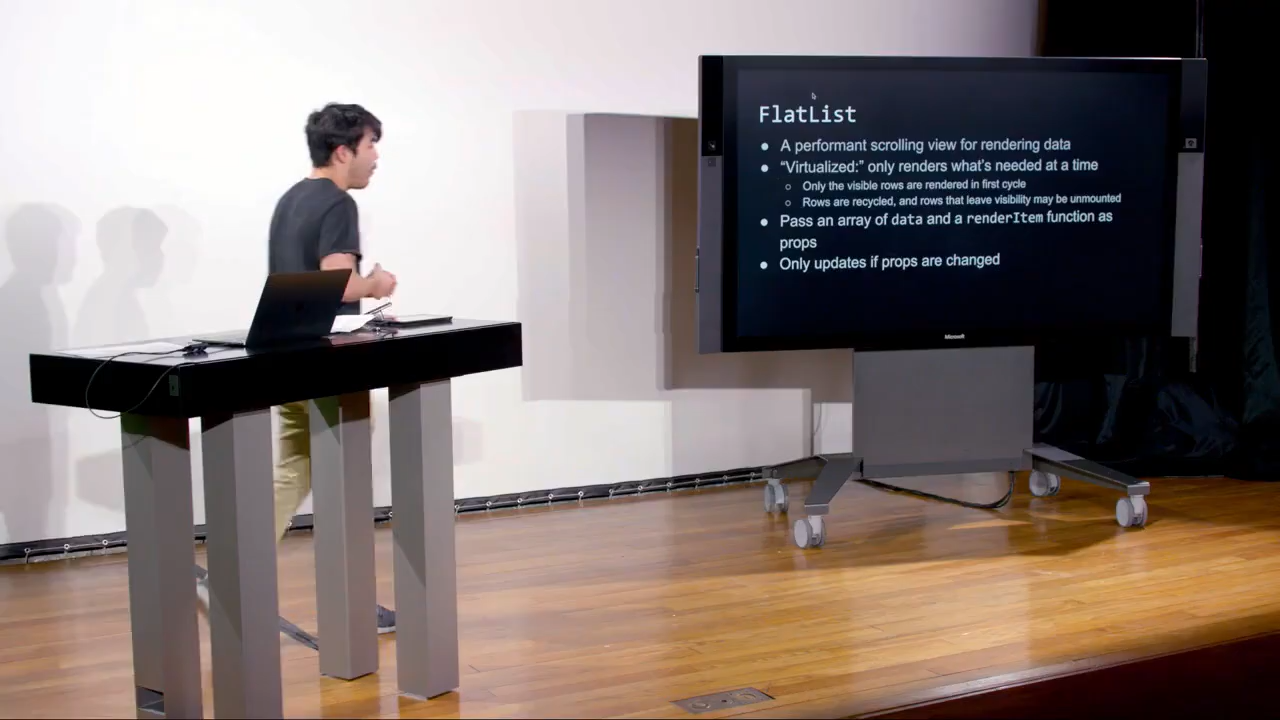 FlatList
● A performant scrolling view for rendering data
● “Virtualized:” only renders what’s needed at a time
○ Only the visible rows are rendered in first cycle
○ Rows are recycled, and rows that leave visibility may be unmounted
● Pass an array of data and a renderItem function as
props
● Only updates if props are changed
Microsoft